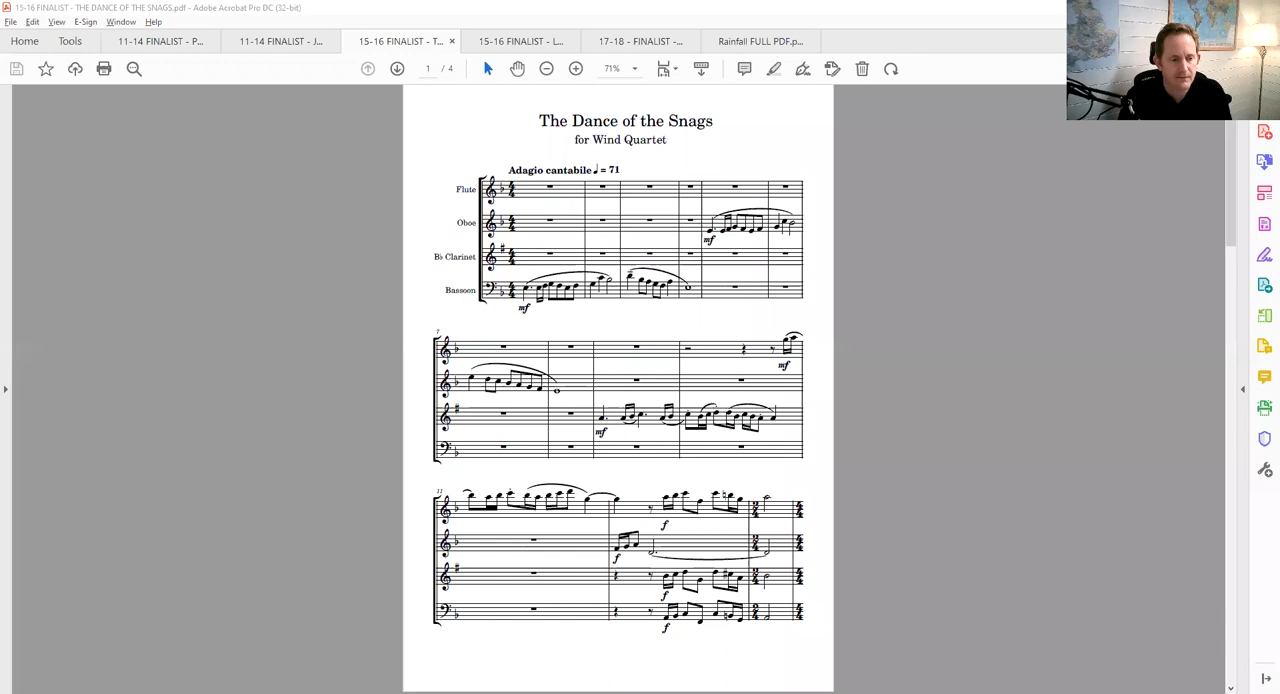 15-16 FINALIST - THE DANCE OF THE SNAGS.pdf - Adobe Acrobat Pro DC (32-bit)
File Edit View E-Sign Window Help
Home Tools 11-14 FINALIST - P... 11-14 FINALIST - J... 15-16 FINALIST - T... × 15-16 FINALIST - L... 17-18 - FINALIST -... Rainfall FULL PDF.p...
1 / 4 71%
The Dance of the Snags
for Wind Quartet
Adagio cantabile ♩ = 71
Flute
Oboe
mf
B♭ Clarinet
Bassoon
mf
7
mf
mf
11
f
f
f
f